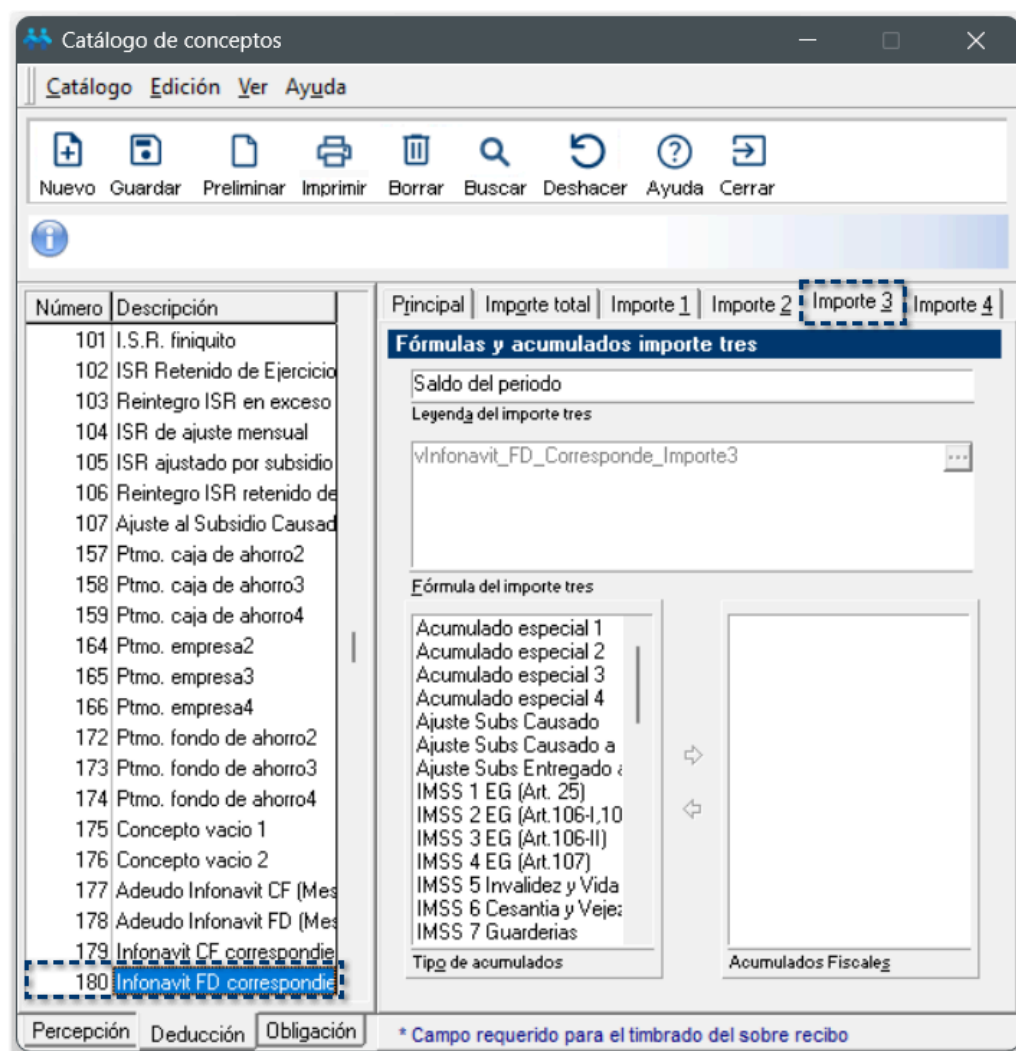 Catálogo de conceptos
Catálogo Edición Ver Ayuda
Nuevo Guardar Preliminar Imprimir Borrar Buscar Deshacer Ayuda Cerrar
Número Descripción
101 I.S.R. finiquito
102 ISR Retenido de Ejercicio
103 Reintegro ISR en exceso
104 ISR de ajuste mensual
105 ISR ajustado por subsidio
106 Reintegro ISR retenido de
107 Ajuste al Subsidio Causad
157 Ptmo. caja de ahorro2
158 Ptmo. caja de ahorro3
159 Ptmo. caja de ahorro4
164 Ptmo. empresa2
165 Ptmo. empresa3
166 Ptmo. empresa4
172 Ptmo. fondo de ahorro2
173 Ptmo. fondo de ahorro3
174 Ptmo. fondo de ahorro4
175 Concepto vacio 1
176 Concepto vacio 2
177 Adeudo Infonavit CF (Mes
178 Adeudo Infonavit FD (Mes
179 Infonavit CF correspondie
180 Infonavit FD correspondie
Percepción Deducción Obligación
Principal Importe total Importe 1 Importe 2 Importe 3 Importe 4
Fórmulas y acumulados importe tres
Saldo del periodo
Leyenda del importe tres
vInfonavit_FD_Corresponde_Importe3 ...
Fórmula del importe tres
Acumulado especial 1
Acumulado especial 2
Acumulado especial 3
Acumulado especial 4
Ajuste Subs Causado
Ajuste Subs Causado a
Ajuste Subs Entregado a
IMSS 1 EG (Art. 25)
IMSS 2 EG (Art.106-I,10
IMSS 3 EG (Art.106-II)
IMSS 4 EG (Art.107)
IMSS 5 Invalidez y Vida
IMSS 6 Cesantia y Vejez
IMSS 7 Guarderias
Tipo de acumulados
Acumulados Fiscales
* Campo requerido para el timbrado del sobre recibo